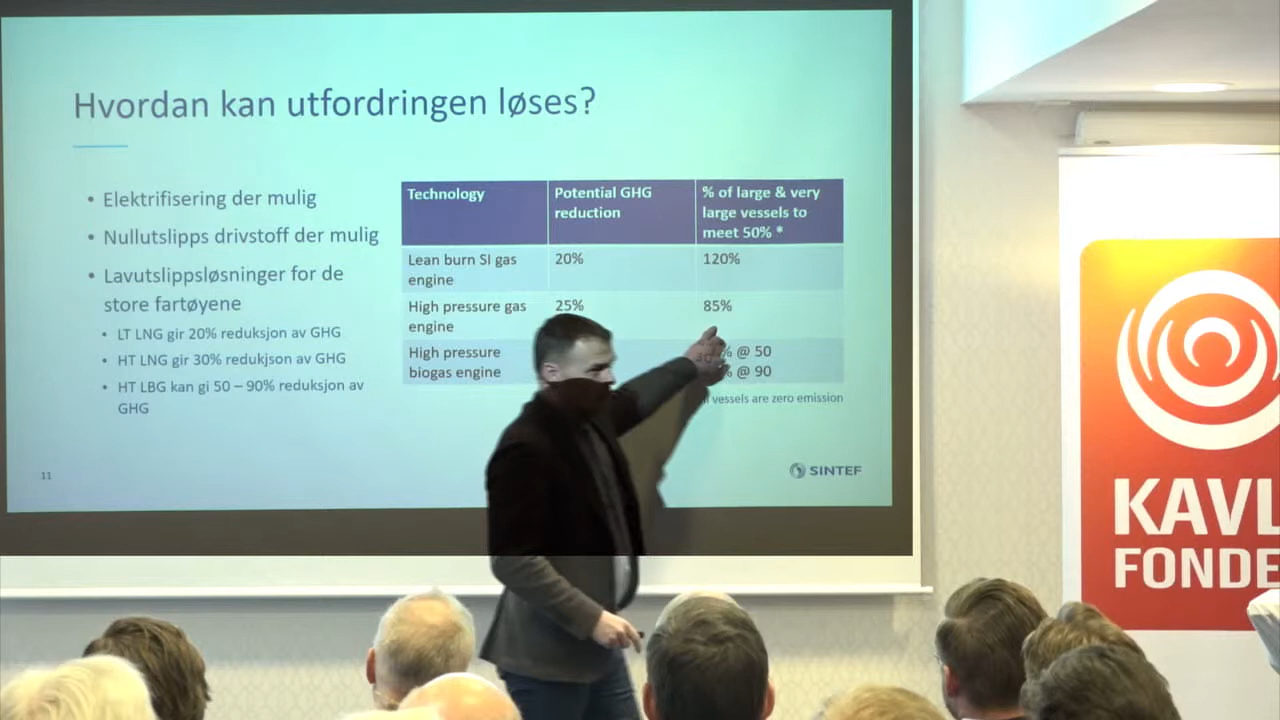 Hvordan kan utfordringen løses?
• Elektrifisering der mulig
• Nullutslipps drivstoff der mulig
• Lavutslippsløsninger for de
store fartøyene
• LT LNG gir 20% reduksjon av GHG
• HT LNG gir 30% redukjson av GHG
• HT LBG kan gi 50 – 90% reduksjon av
GHG
Technology
Potential GHG
reduction
% of large & very
large vessels to
meet 50% *
Lean burn SI gas
engine
20%
120%
High pressure gas
engine
25%
85%
High pressure
biogas engine
% @ 50
% @ 90
vessels are zero emission
11
SINTEF
KAVL
FONDE